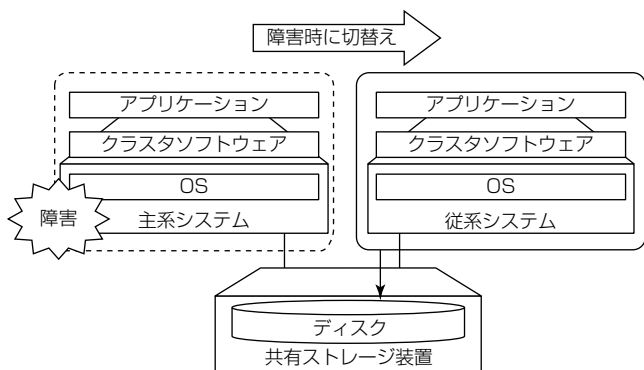 障害時に切替え
アプリケーション
クラスタソフトウェア
OS
主系システム
障害
アプリケーション
クラスタソフトウェア
OS
従系システム
ディスク
共有ストレージ装置